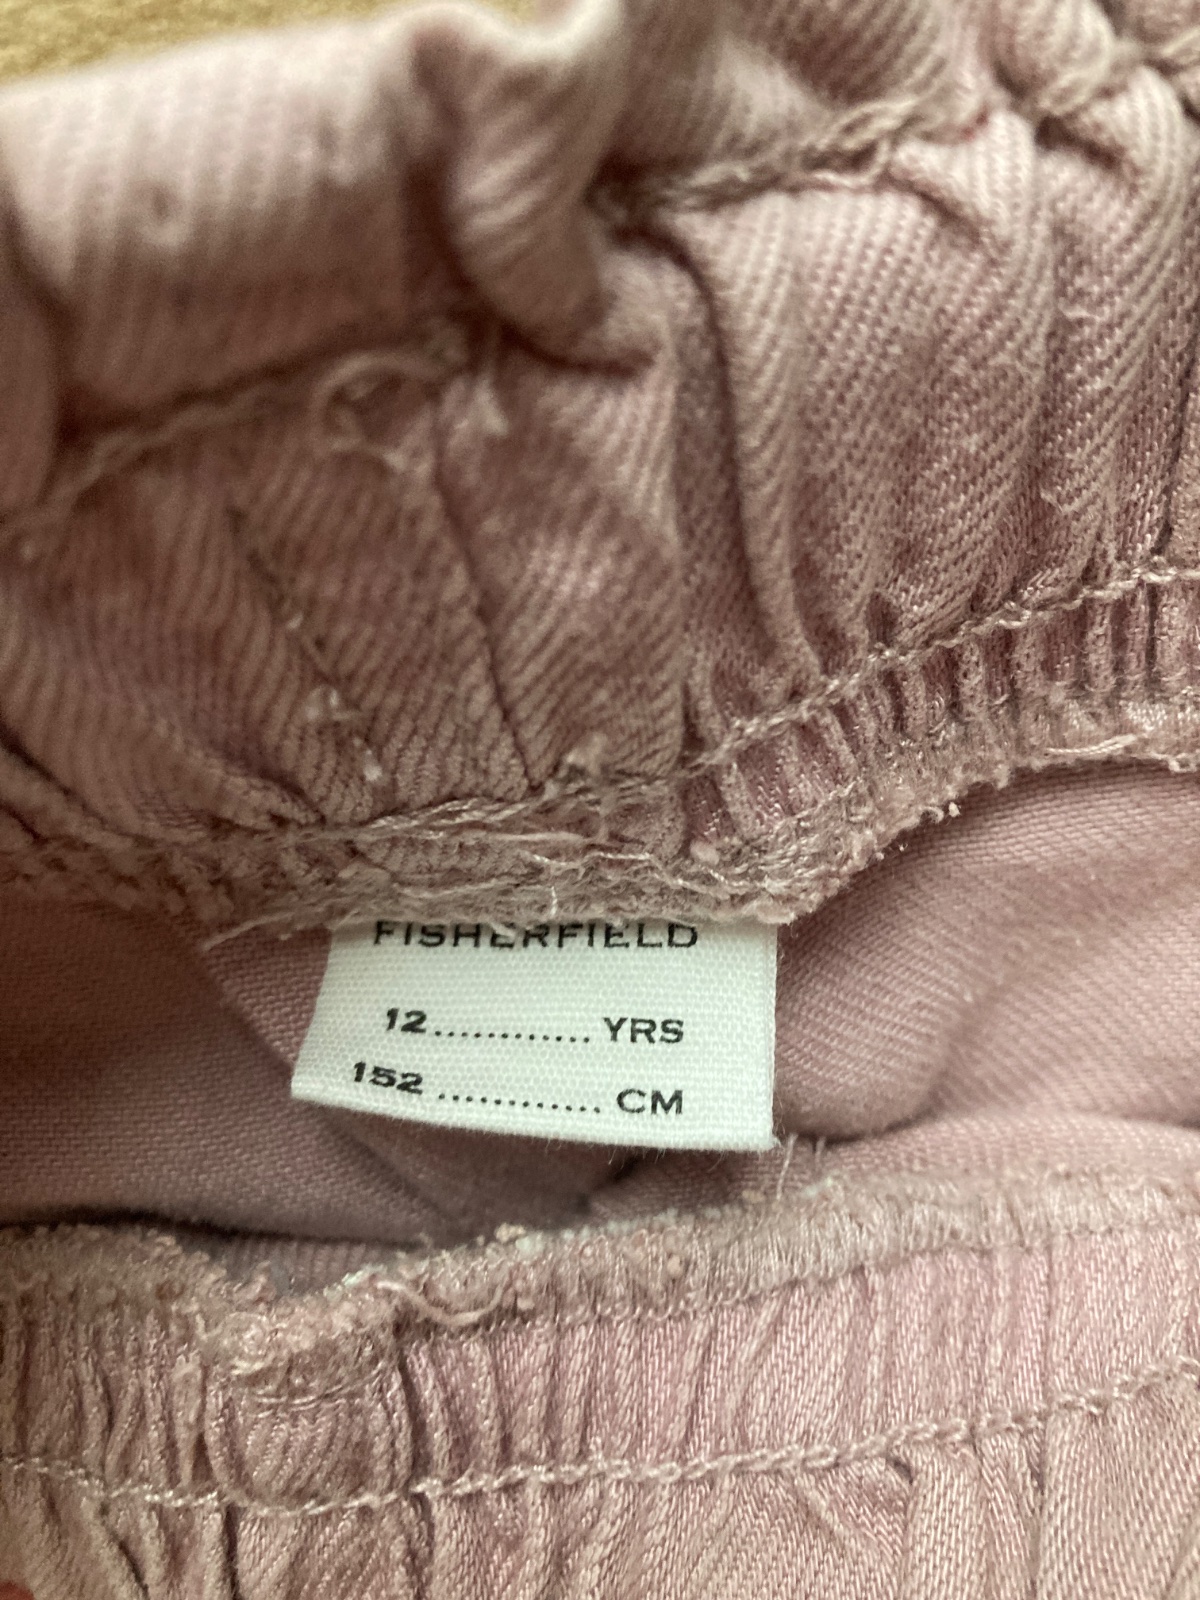 FISHERFIELD
12............ YRS
152 ............ CM